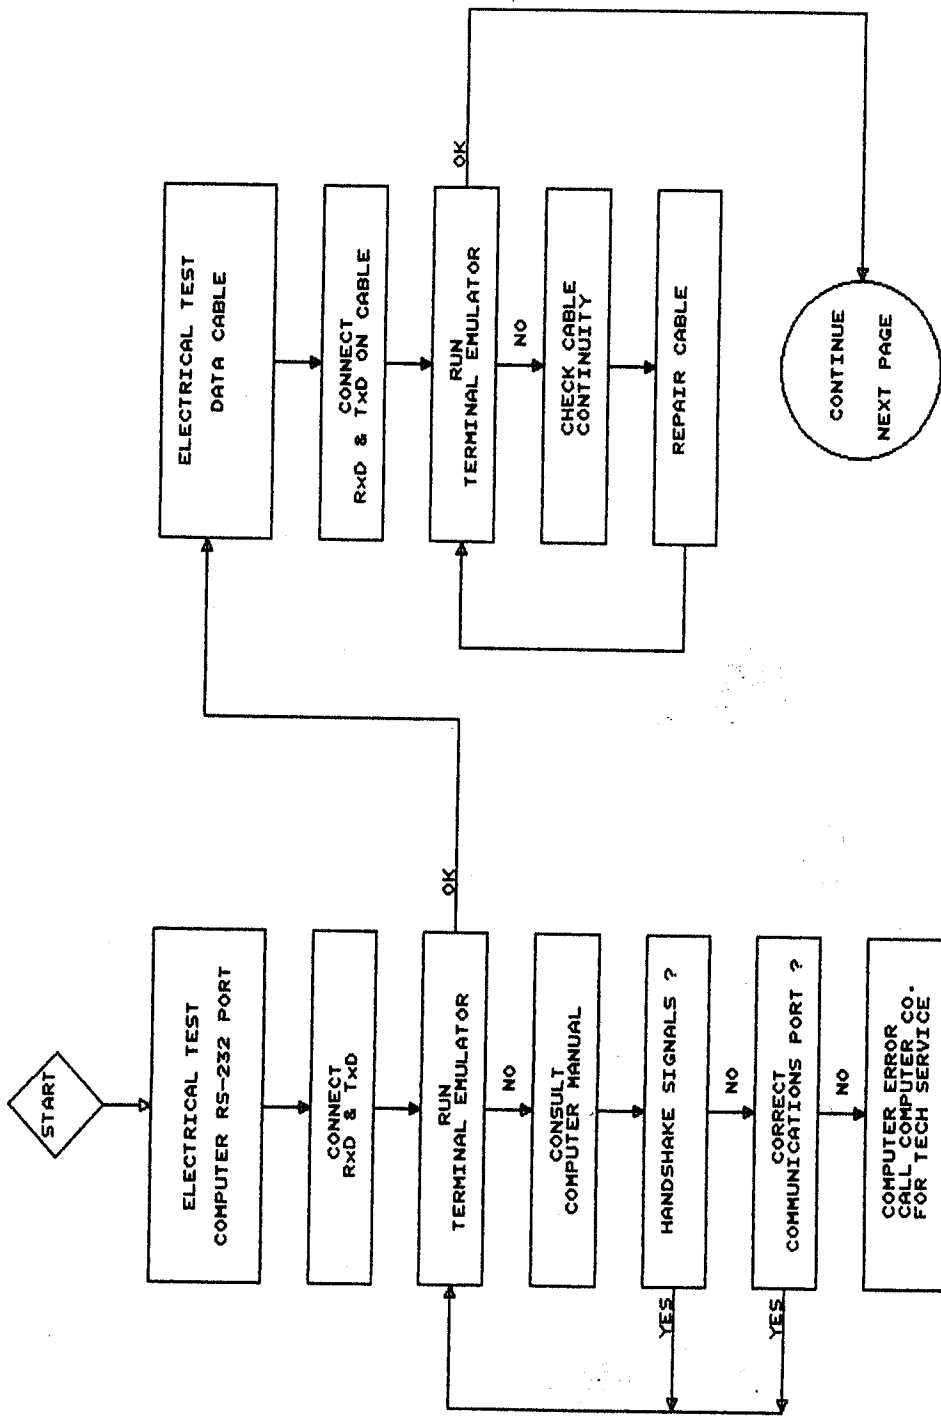 START
ELECTRICAL TEST
COMPUTER RS-232 PORT
CONNECT
RxD & TxD
RUN
TERMINAL EMULATOR
OK
NO
CONSULT
COMPUTER MANUAL
HANDSHAKE SIGNALS ?
YES
NO
CORRECT
COMMUNICATIONS PORT ?
YES
NO
COMPUTER ERROR
CALL COMPUTER CO.
FOR TECH SERVICE
ELECTRICAL TEST
DATA CABLE
CONNECT
RxD & TxD ON CABLE
RUN
TERMINAL EMULATOR
OK
NO
CHECK CABLE
CONTINUITY
REPAIR CABLE
CONTINUE
NEXT PAGE